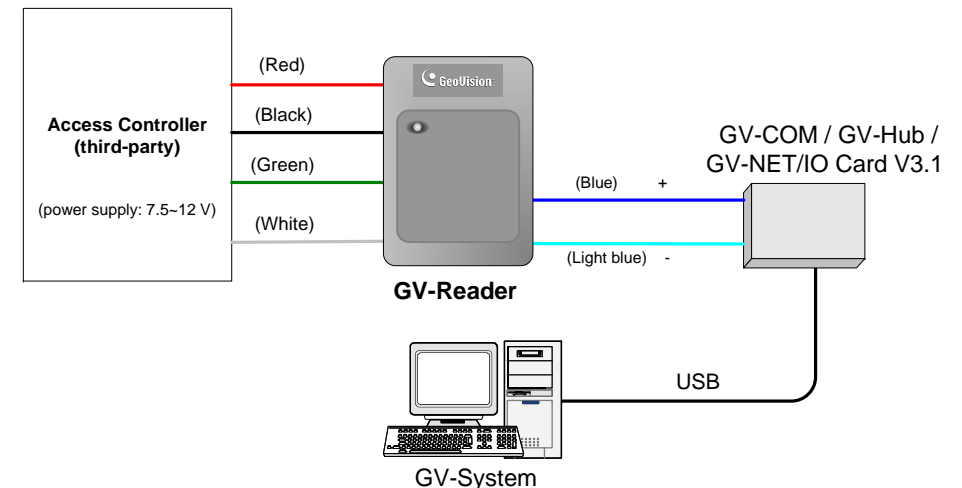 (Red)
GeoVision
(Black)
Access Controller
(third-party)
GV-COM / GV-Hub /
GV-NET/IO Card V3.1
(Green)
(Blue) +
(power supply: 7.5~12 V)
(White)
(Light blue) -
GV-Reader
USB
GV-System